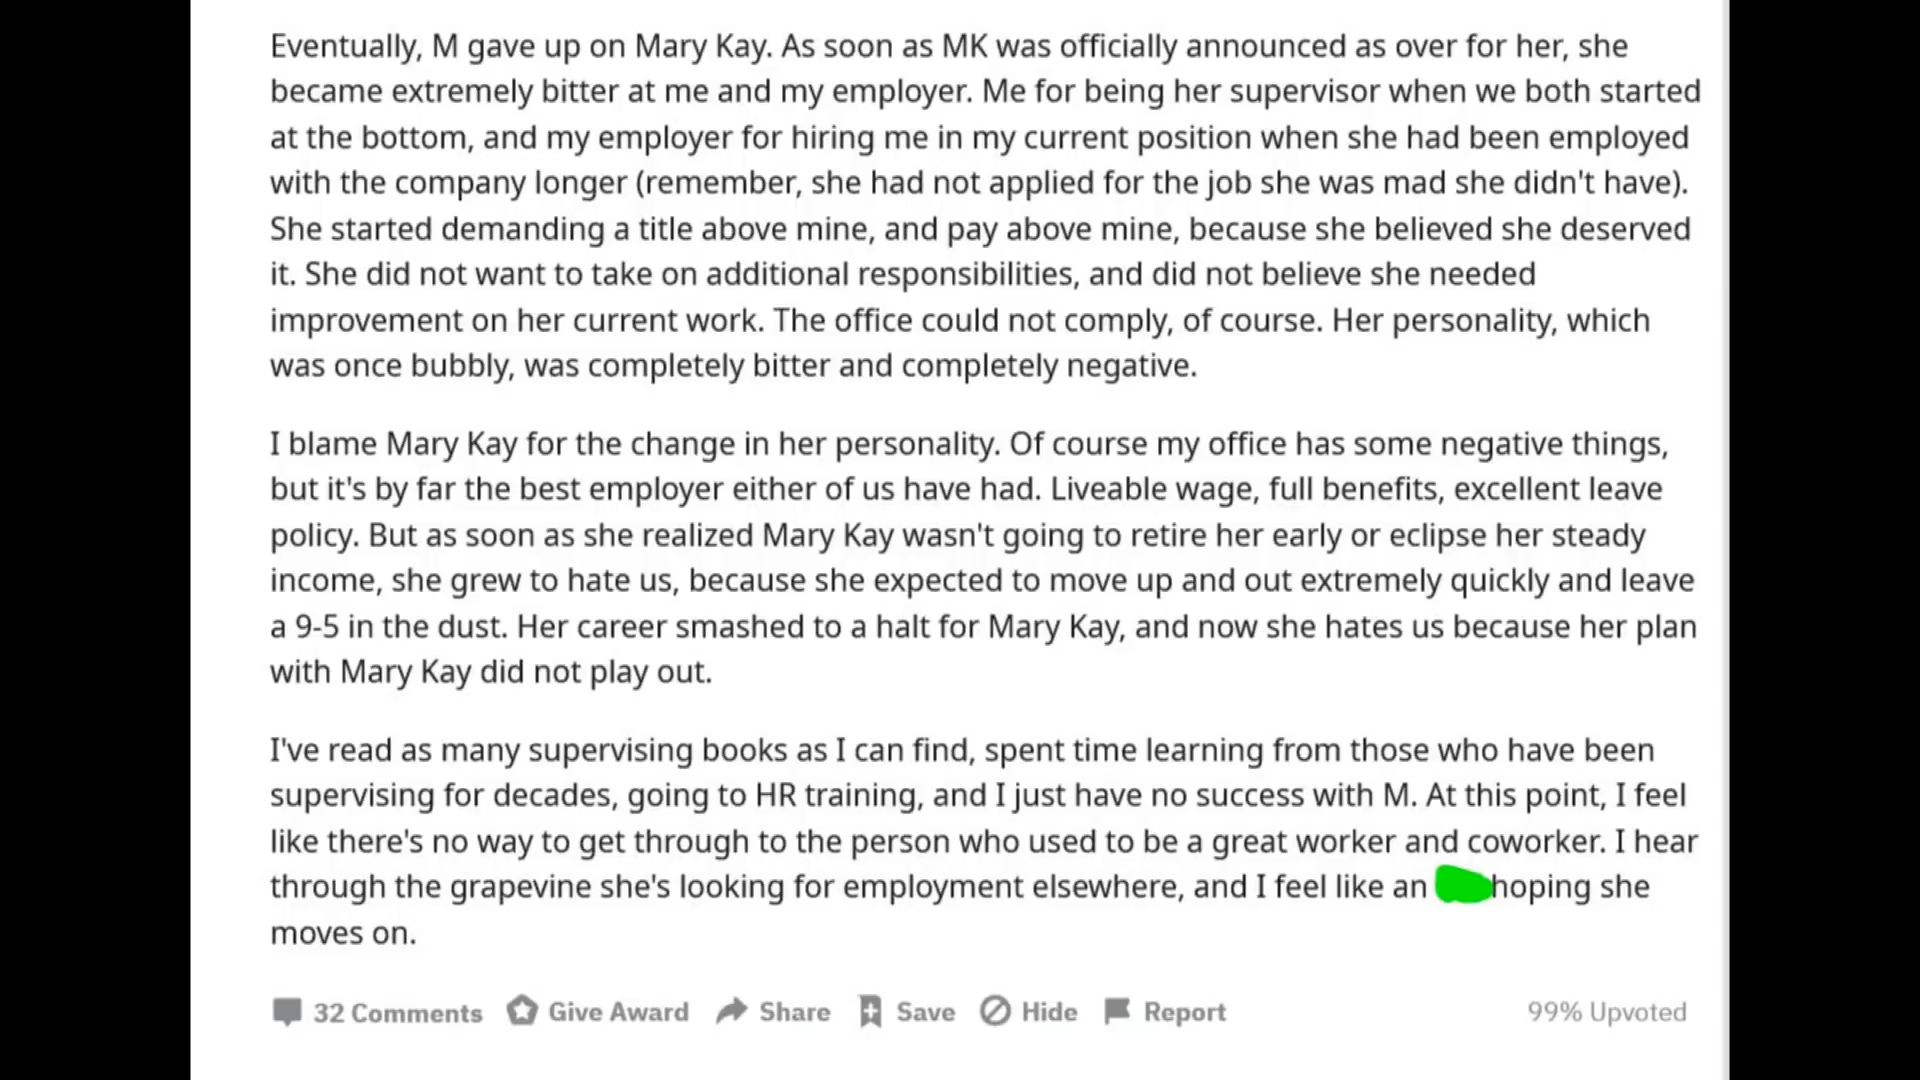 Eventually, M gave up on Mary Kay. As soon as MK was officially announced as over for her, she
became extremely bitter at me and my employer. Me for being her supervisor when we both started
at the bottom, and my employer for hiring me in my current position when she had been employed
with the company longer (remember, she had not applied for the job she was mad she didn't have).
She started demanding a title above mine, and pay above mine, because she believed she deserved
it. She did not want to take on additional responsibilities, and did not believe she needed
improvement on her current work. The office could not comply, of course. Her personality, which
was once bubbly, was completely bitter and completely negative.
I blame Mary Kay for the change in her personality. Of course my office has some negative things,
but it's by far the best employer either of us have had. Liveable wage, full benefits, excellent leave
policy. But as soon as she realized Mary Kay wasn't going to retire her early or eclipse her steady
income, she grew to hate us, because she expected to move up and out extremely quickly and leave
a 9-5 in the dust. Her career smashed to a halt for Mary Kay, and now she hates us because her plan
with Mary Kay did not play out.
I've read as many supervising books as I can find, spent time learning from those who have been
supervising for decades, going to HR training, and I just have no success with M. At this point, I feel
like there's no way to get through to the person who used to be a great worker and coworker. I hear
through the grapevine she's looking for employment elsewhere, and I feel like an hoping she
moves on.
32 Comments Give Award Share Save Hide Report 99% Upvoted